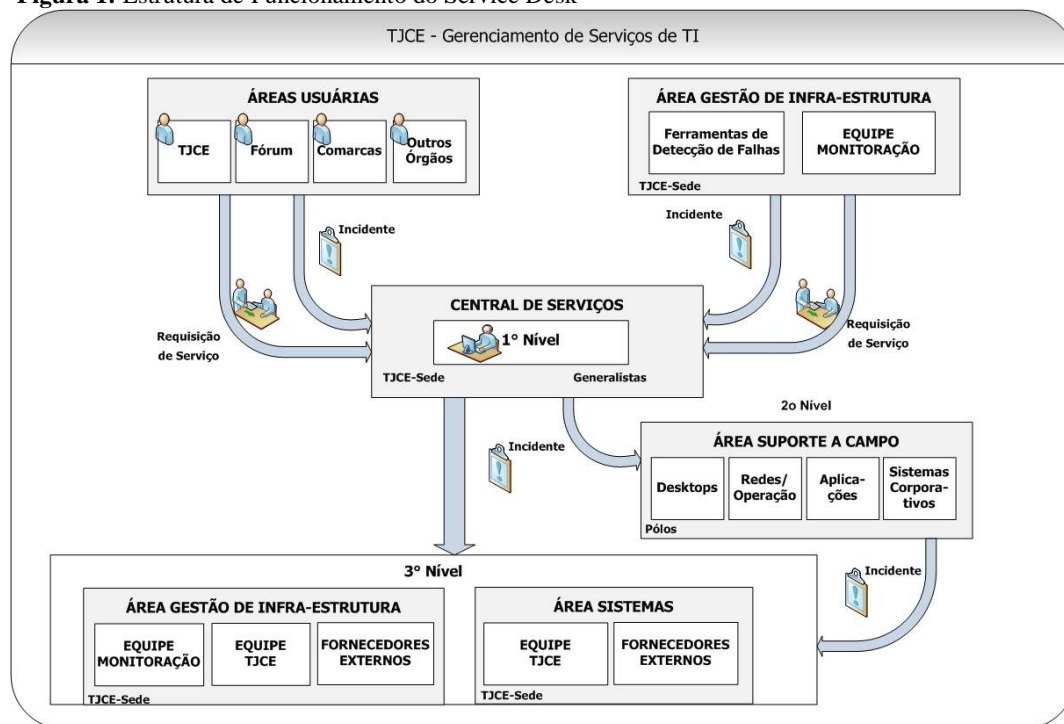 Figura 1: Estrutura de Funcionamento do Service Desk
TJCE - Gerenciamento de Serviços de TI
ÁREAS USUÁRIAS
TJCE
Fórum
Comarcas
Outros
Órgãos
ÁREA GESTÃO DE INFRA-ESTRUTURA
Ferramentas de
Detecção de Falhas
EQUIPE
MONITORAÇÃO
TJCE-Sede
Incidente
Incidente
Requisição
de Serviço
Requisição
de Serviço
CENTRAL DE SERVIÇOS
1° Nível
TJCE-Sede
Generalistas
Incidente
2o Nível
ÁREA SUPORTE A CAMPO
Desktops
Redes/
Operação
Aplica-
ções
Sistemas
Corpora-
tivos
Pólos
Incidente
3° Nível
ÁREA GESTÃO DE INFRA-ESTRUTURA
EQUIPE
MONITORAÇÃO
EQUIPE
TJCE
FORNECEDORES
EXTERNOS
TJCE-Sede
ÁREA SISTEMAS
EQUIPE
TJCE
FORNECEDORES
EXTERNOS
TJCE-Sede